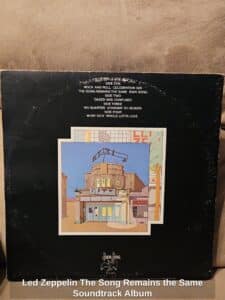 SIDE ONE
ROCK AND ROLL CELEBRATION DAY
THE SONG REMAINS THE SAME RAIN SONG
SIDE TWO
DAZED AND CONFUSED
SIDE THREE
NO QUARTER STAIRWAY TO HEAVEN
SIDE FOUR
MOBY DICK WHOLE LOTTA LOVE
Led Zeppelin The Song Remains the Same
Soundtrack Album